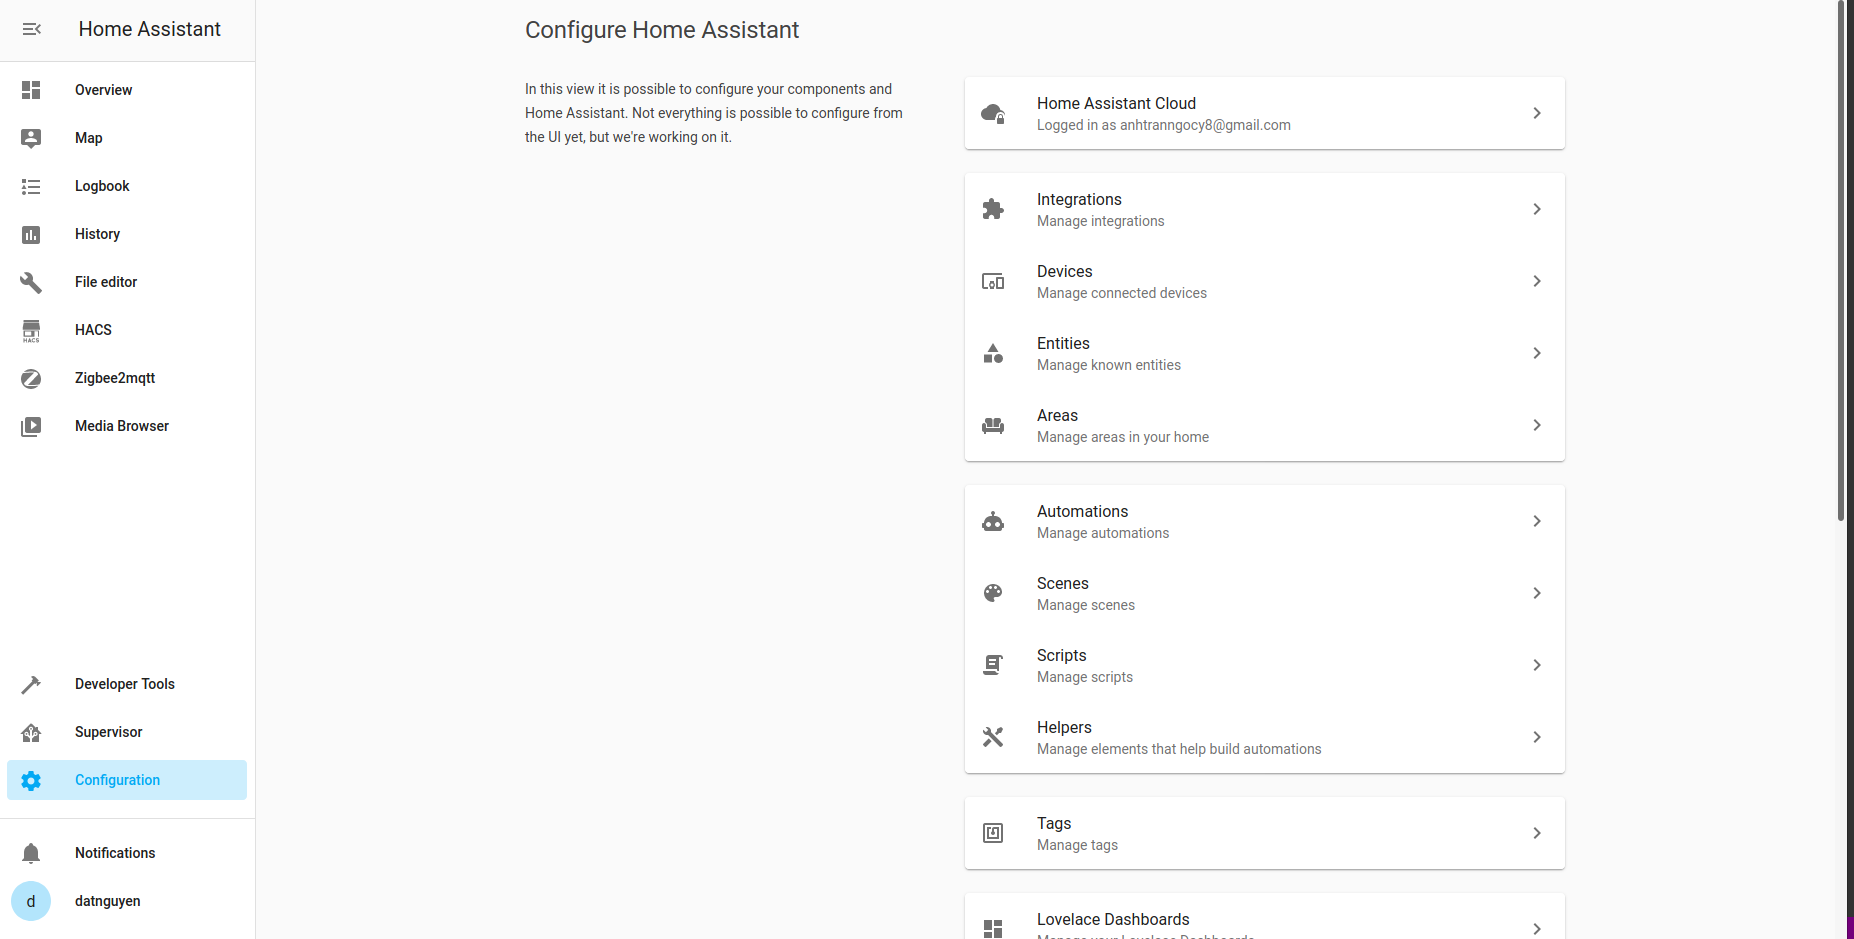 Home Assistant
Overview
Map
Logbook
History
File editor
HACS
HACS
Zigbee2mqtt
Media Browser
Developer Tools
Supervisor
Configuration
Notifications
d
datnguyen
Configure Home Assistant
In this view it is possible to configure your components and
Home Assistant. Not everything is possible to configure from
the UI yet, but we're working on it.
Home Assistant Cloud
Logged in as anhtranngocy8@gmail.com
Integrations
Manage integrations
Devices
Manage connected devices
Entities
Manage known entities
Areas
Manage areas in your home
Automations
Manage automations
Scenes
Manage scenes
Scripts
Manage scripts
Helpers
Manage elements that help build automations
Tags
Manage tags
Lovelace Dashboards
Manage your Lovelace Dashboards